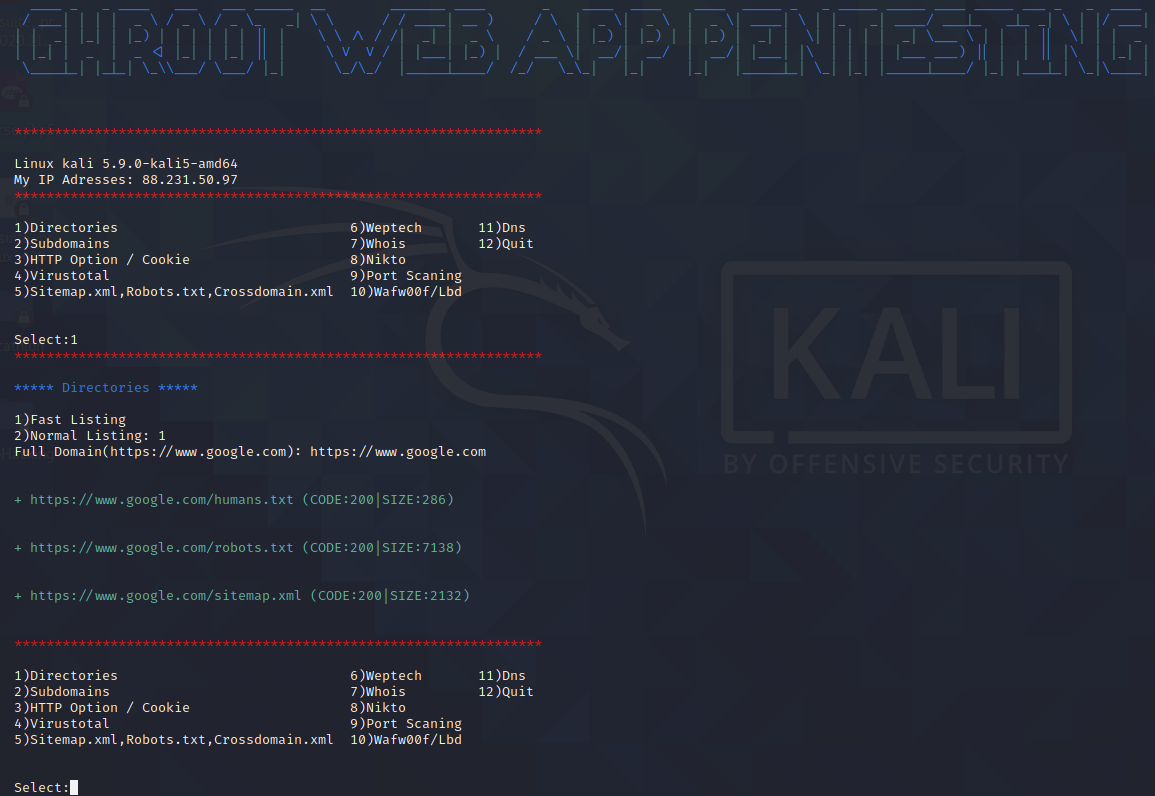 GHROOT WEB APP PENTESTING
******************************************************************
Linux kali 5.9.0-kali5-amd64
My IP Adresses: 88.231.50.97
******************************************************************
1)Directories 6)Weptech 11)Dns
2)Subdomains 7)Whois 12)Quit
3)HTTP Option / Cookie 8)Nikto
4)Virustotal 9)Port Scaning
5)Sitemap.xml,Robots.txt,Crossdomain.xml 10)Wafw00f/Lbd
Select:1
******************************************************************
***** Directories *****
1)Fast Listing
2)Normal Listing: 1
Full Domain(https://www.google.com): https://www.google.com
+ https://www.google.com/humans.txt (CODE:200|SIZE:286)
+ https://www.google.com/robots.txt (CODE:200|SIZE:7138)
+ https://www.google.com/sitemap.xml (CODE:200|SIZE:2132)
******************************************************************
1)Directories 6)Weptech 11)Dns
2)Subdomains 7)Whois 12)Quit
3)HTTP Option / Cookie 8)Nikto
4)Virustotal 9)Port Scaning
5)Sitemap.xml,Robots.txt,Crossdomain.xml 10)Wafw00f/Lbd
Select:
KALI
BY OFFENSIVE SECURITY